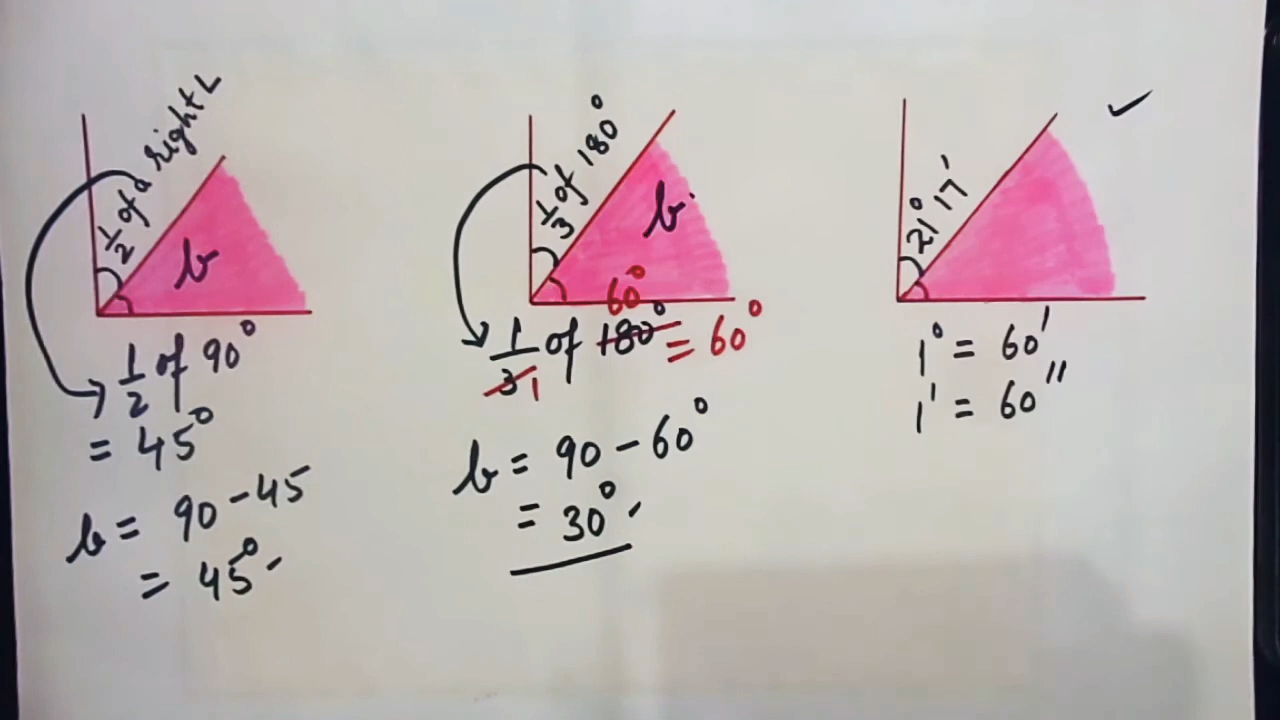 1/2 of a right L
b
1/2 of 90°
= 45°
b = 90 - 45
= 45°
1/3 of 180°
b
60°
1/3 1 of 180° = 60°
b = 90 - 60°
= 30°
21° 17'
1° = 60'
1' = 60"